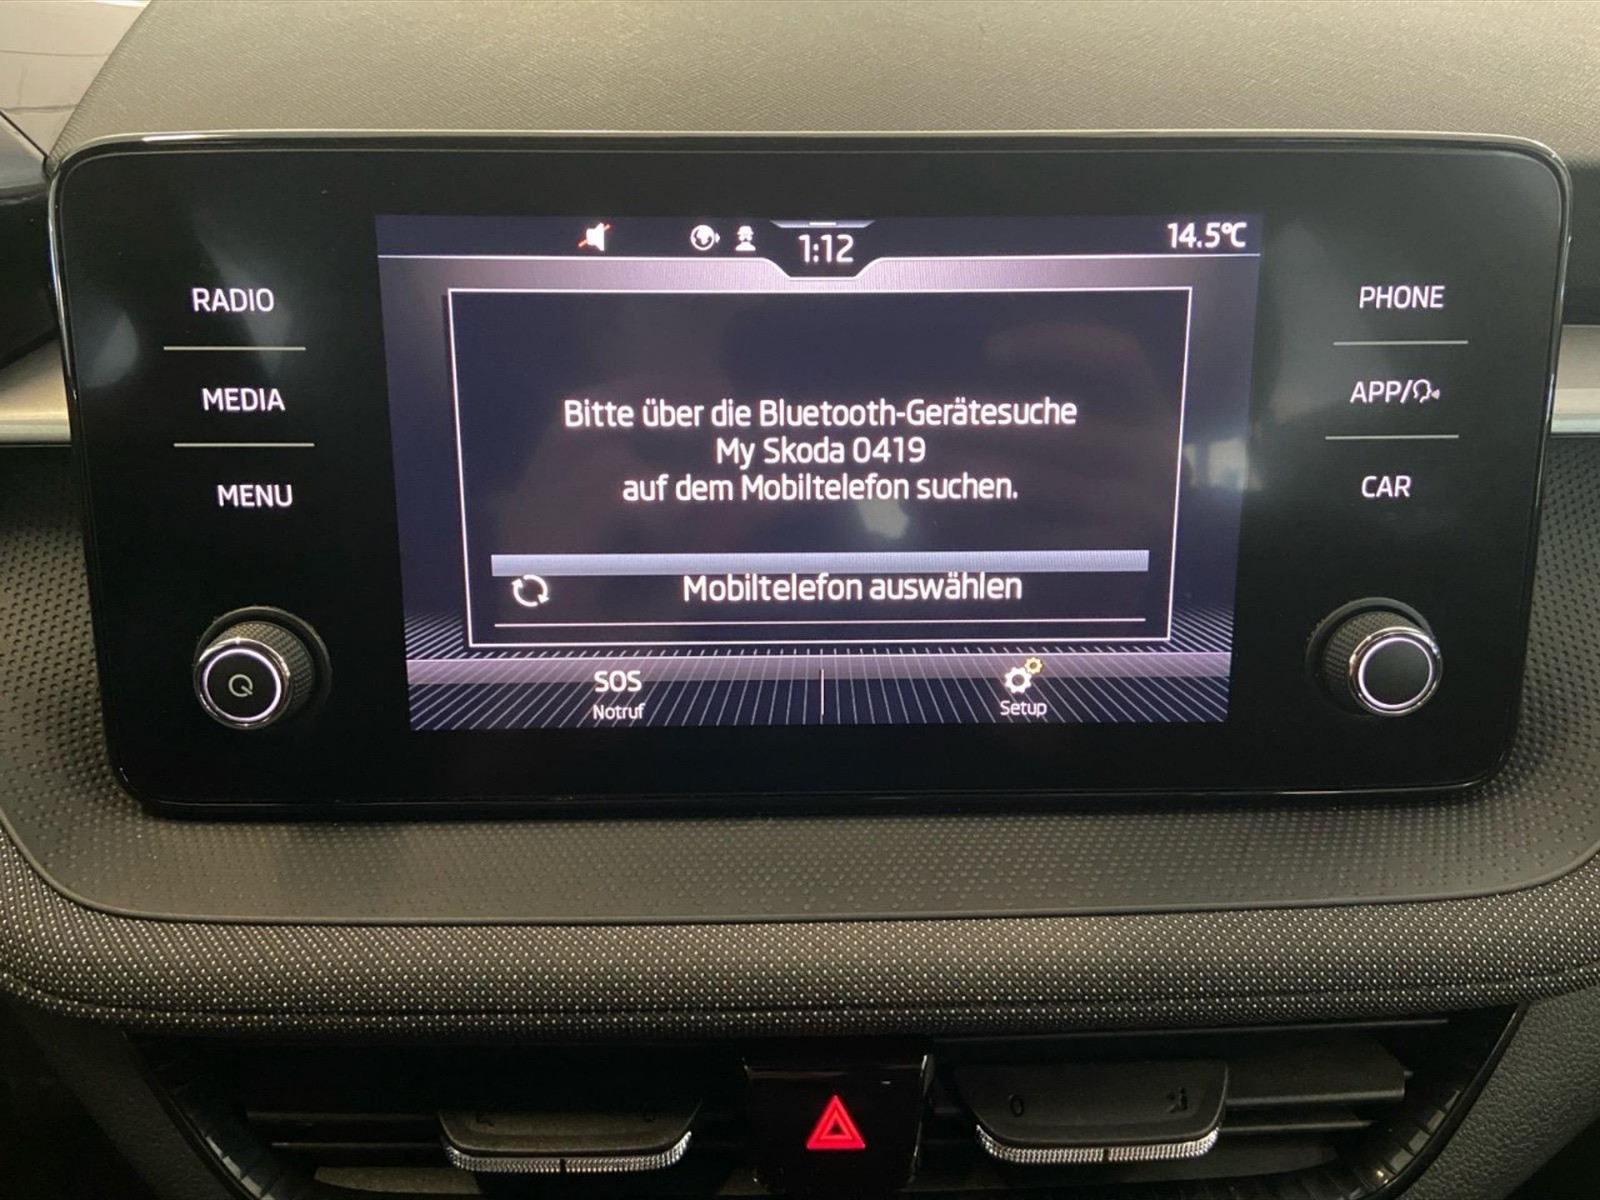 1:12
14.5°C
RADIO
MEDIA
MENU
Bitte über die Bluetooth-Gerätesuche
My Skoda 0419
auf dem Mobiltelefon suchen.
Mobiltelefon auswählen
SOS
Notruf
Setup
PHONE
APP/
CAR